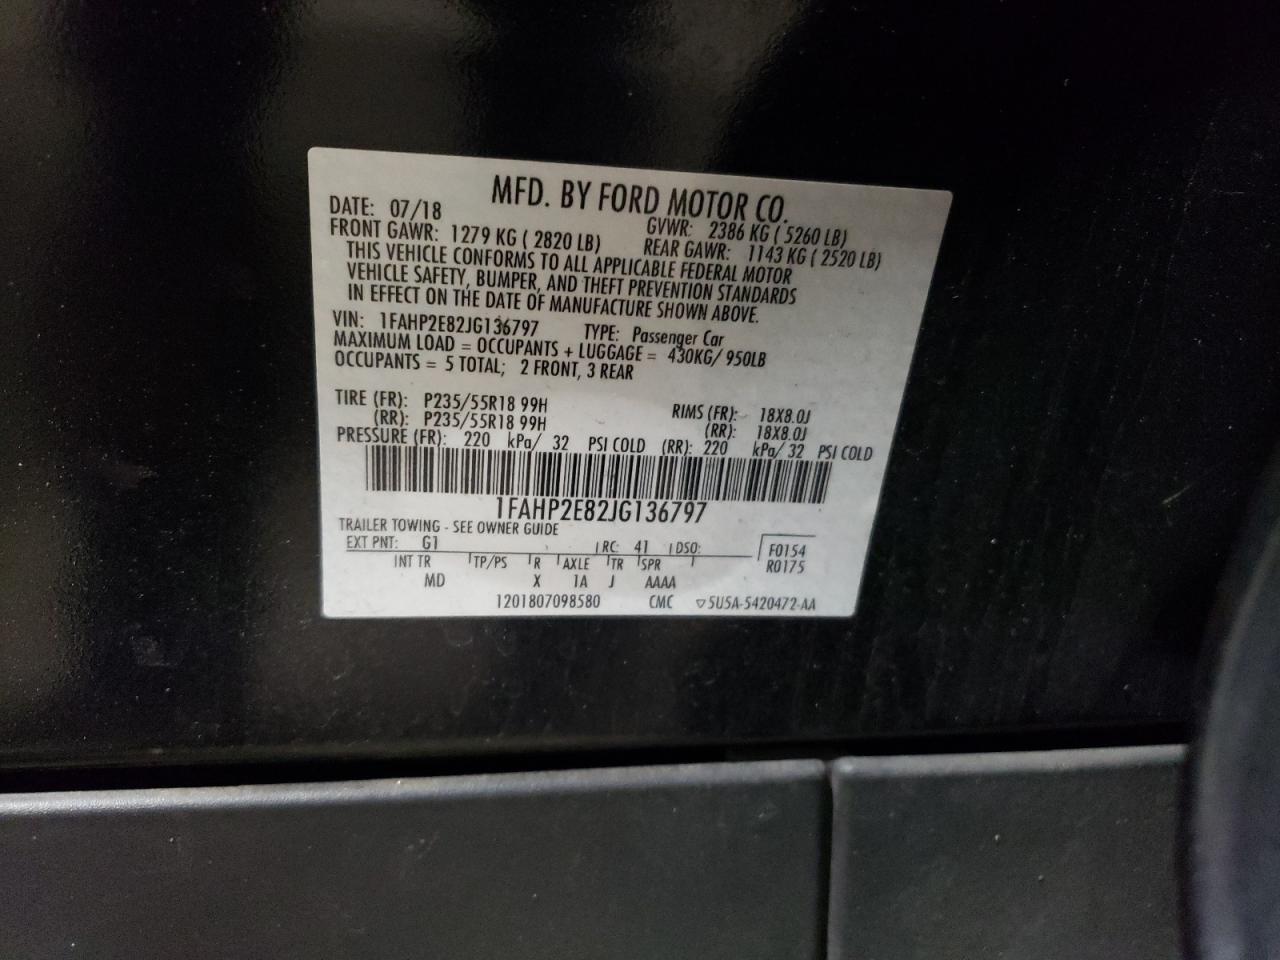 MFD. BY FORD MOTOR CO.
DATE: 07/18 GVWR: 2386 KG ( 5260 LB)
FRONT GAWR: 1279 KG ( 2820 LB) REAR GAWR: 1143 KG ( 2520 LB)
THIS VEHICLE CONFORMS TO ALL APPLICABLE FEDERAL MOTOR
VEHICLE SAFETY, BUMPER, AND THEFT PREVENTION STANDARDS
IN EFFECT ON THE DATE OF MANUFACTURE SHOWN ABOVE.
VIN: 1FAHP2E82JG136797 TYPE: Passenger Car
MAXIMUM LOAD = OCCUPANTS + LUGGAGE = 430KG/ 950LB
OCCUPANTS = 5 TOTAL; 2 FRONT, 3 REAR
TIRE (FR): P235/55R18 99H RIMS (FR): 18X8.0J
(RR): P235/55R18 99H (RR): 18X8.0J
PRESSURE (FR): 220 kPa/ 32 PSI COLD (RR): 220 kPa/ 32 PSI COLD
1FAHP2E82JG136797
TRAILER TOWING - SEE OWNER GUIDE
EXT PNT: G1 RC: 41 DSO: F0154
INT TR TP/PS R AXLE TR SPR R0175
MD X 1A J AAAA
1201807098580 CMC ▽5U5A-5420472-AA